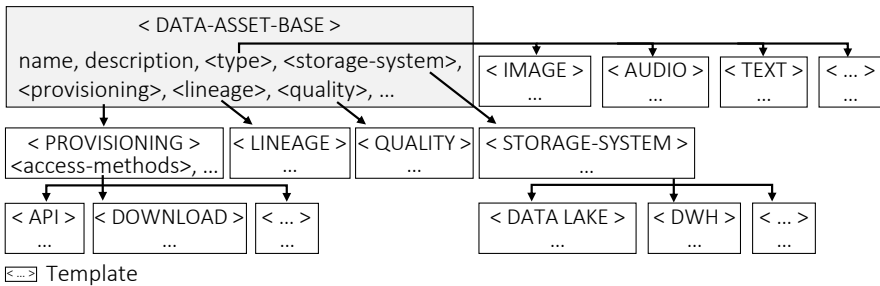 < DATA-ASSET-BASE >
name, description, <type>, <storage-system>,
<provisioning>, <lineage>, <quality>, ...
< IMAGE >
...
< AUDIO >
...
< TEXT >
...
< ... >
...
< PROVISIONING >
<access-methods>, ...
< LINEAGE >
...
< QUALITY >
...
< STORAGE-SYSTEM >
...
< API >
...
< DOWNLOAD >
...
< ... >
...
< DATA LAKE >
...
< DWH >
...
< ... >
...
< ... > Template